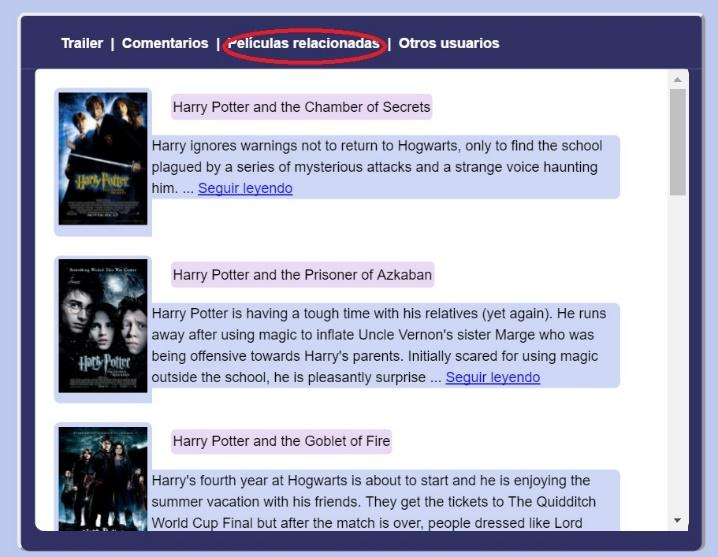 Trailer | Comentarios | Películas relacionadas | Otros usuarios
Harry Potter and the Chamber of Secrets
Harry ignores warnings not to return to Hogwarts, only to find the school
plagued by a series of mysterious attacks and a strange voice haunting
him. ... Seguir leyendo
Harry Potter
Something Wicked This Way Comes.
Harry Potter and the Prisoner of Azkaban
Harry Potter is having a tough time with his relatives (yet again). He runs
away after using magic to inflate Uncle Vernon's sister Marge who was
being offensive towards Harry's parents. Initially scared for using magic
outside the school, he is pleasantly surprise ... Seguir leyendo
Harry Potter
Harry Potter and the Goblet of Fire
Harry's fourth year at Hogwarts is about to start and he is enjoying the
summer vacation with his friends. They get the tickets to The Quidditch
World Cup Final but after the match is over, people dressed like Lord
Harry Potter